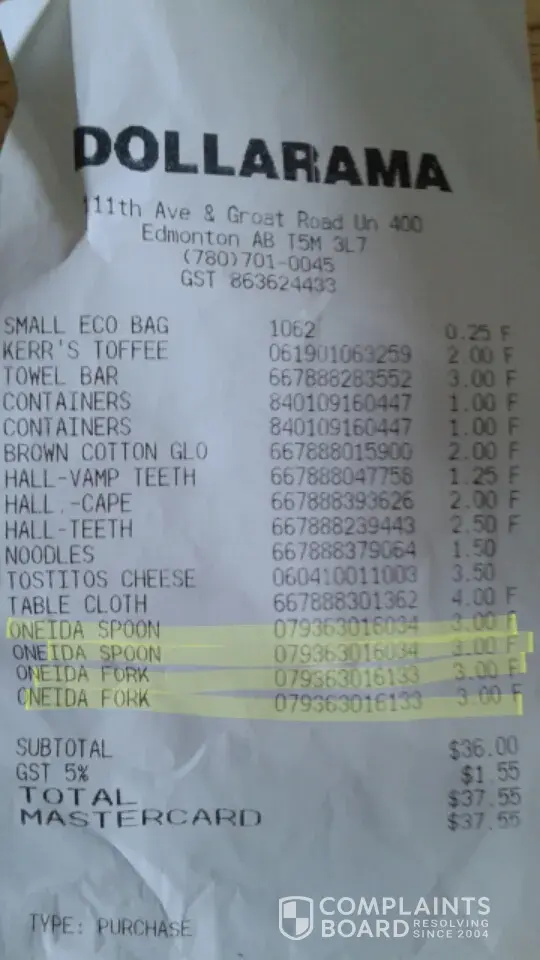 DOLLARAMA
111th Ave & Groat Road Un 400
Edmonton AB T5M 3L7
(780)701-0045
GST 863624433
SMALL ECO BAG 1062 0.25 F
KERR'S TOFFEE 061901063259 2.00 F
TOWEL BAR 667888283552 3.00 F
CONTAINERS 840109160447 1.00 F
CONTAINERS 840109160447 1.00 F
BROWN COTTON GLO 667888015900 2.00 F
HALL-VAMP TEETH 667888047758 1.25 F
HALL.-CAPE 667888393626 2.00 F
HALL-TEETH 667888239443 2.50 F
NOODLES 667888379064 1.50
TOSTITOS CHEESE 060410011003 3.50
TABLE CLOTH 667888301362 4.00 F
ONEIDA SPOON 079363016034 3.00 F
ONEIDA SPOON 079363016034 3.00 F
ONEIDA FORK 079363016133 3.00 F
ONEIDA FORK 079363016133 3.00 F
SUBTOTAL $36.00
GST 5% $1.55
TOTAL $37.55
MASTERCARD $37.55
TYPE: PURCHASE
COMPLAINTS
BOARD RESOLVING SINCE 2004